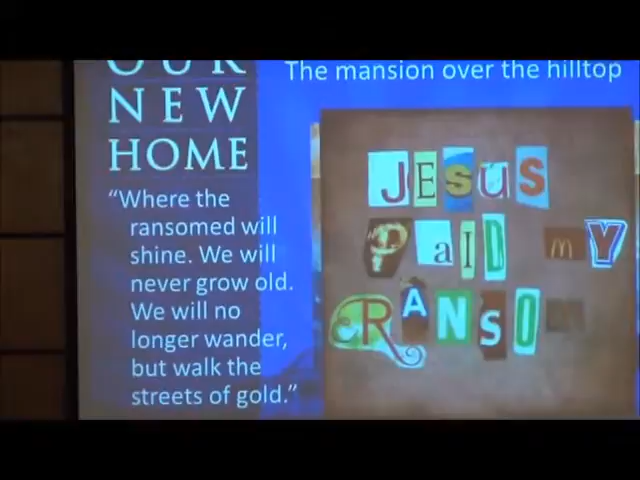 OUR
NEW
HOME
"Where the
ransomed will
shine. We will
never grow old.
We will no
longer wander,
but walk the
streets of gold."
The mansion over the hilltop
JESUS
PAID mY
RANSOM